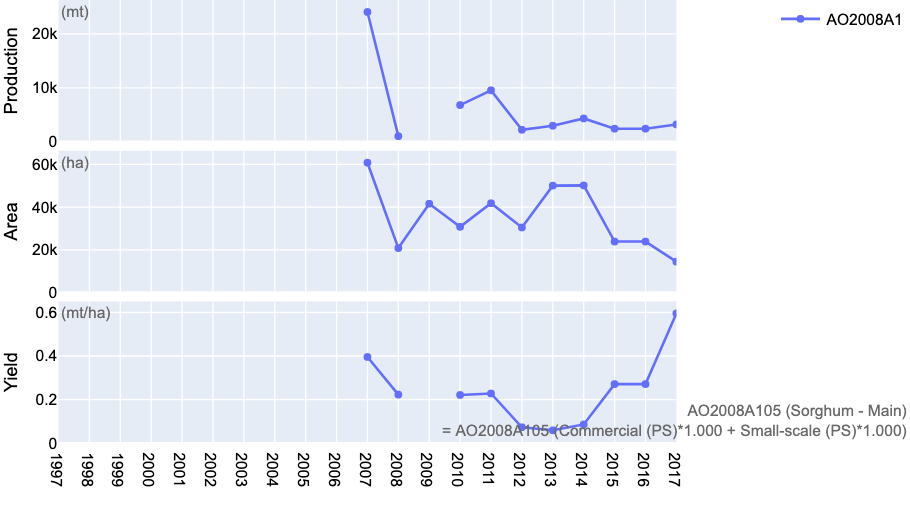 (mt)
AO2008A1
20k
10k
0
Production
60k
(ha)
40k
20k
0
Area
0.6
(mt/ha)
0.4
0.2
0
Yield
AO2008A105 (Sorghum - Main)
= AO2008A105 (Commercial (PS)*1.000 + Small-scale (PS)*1.000)
1997
1998
1999
2000
2001
2002
2003
2004
2005
2006
2007
2008
2009
2010
2011
2012
2013
2014
2015
2016
2017